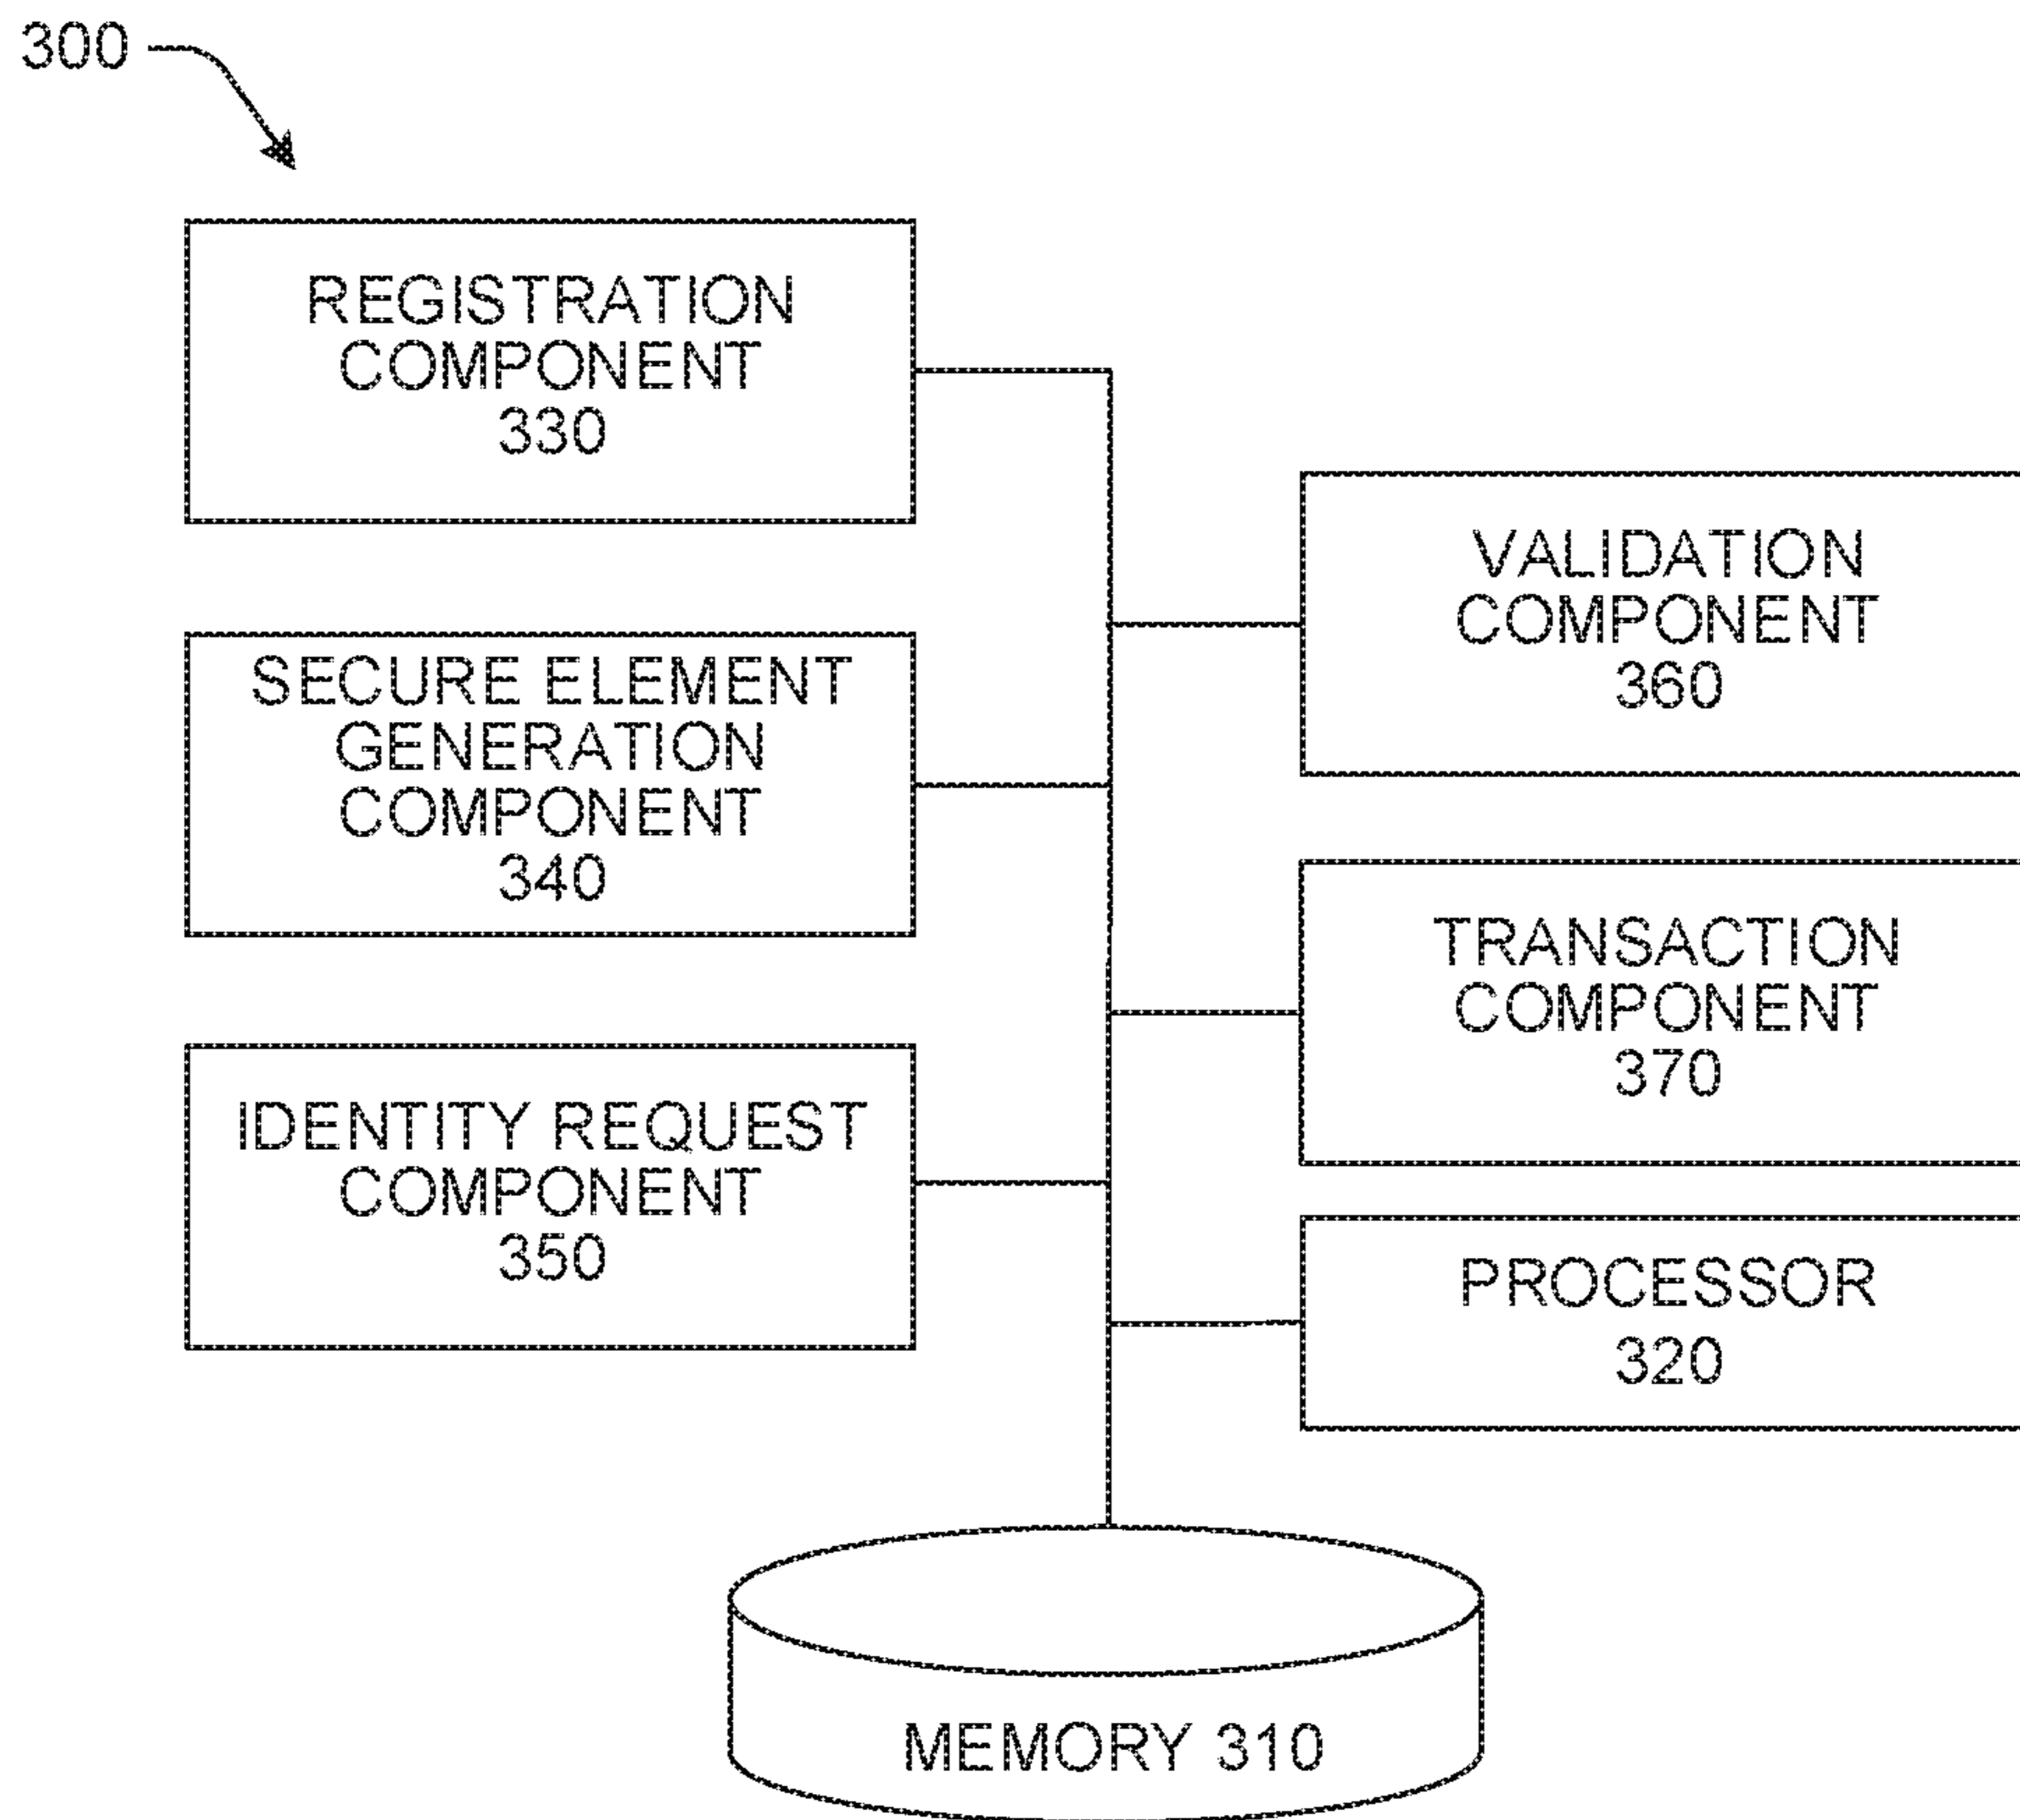 300
REGISTRATION
COMPONENT
330
SECURE ELEMENT
GENERATION
COMPONENT
340
IDENTITY REQUEST
COMPONENT
350
VALIDATION
COMPONENT
360
TRANSACTION
COMPONENT
370
PROCESSOR
320
MEMORY 310